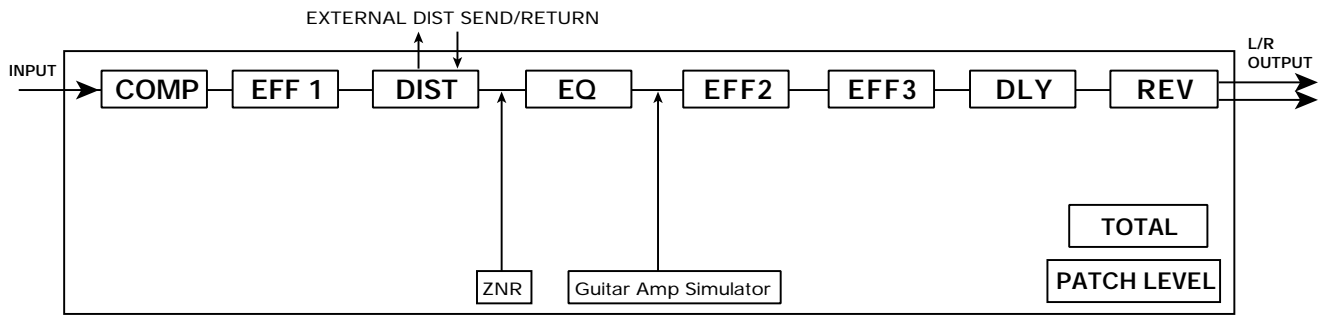 EXTERNAL DIST SEND/RETURN
L/R
OUTPUT
INPUT
COMP
EFF 1
DIST
EQ
EFF2
EFF3
DLY
REV
TOTAL
PATCH LEVEL
ZNR
Guitar Amp Simulator